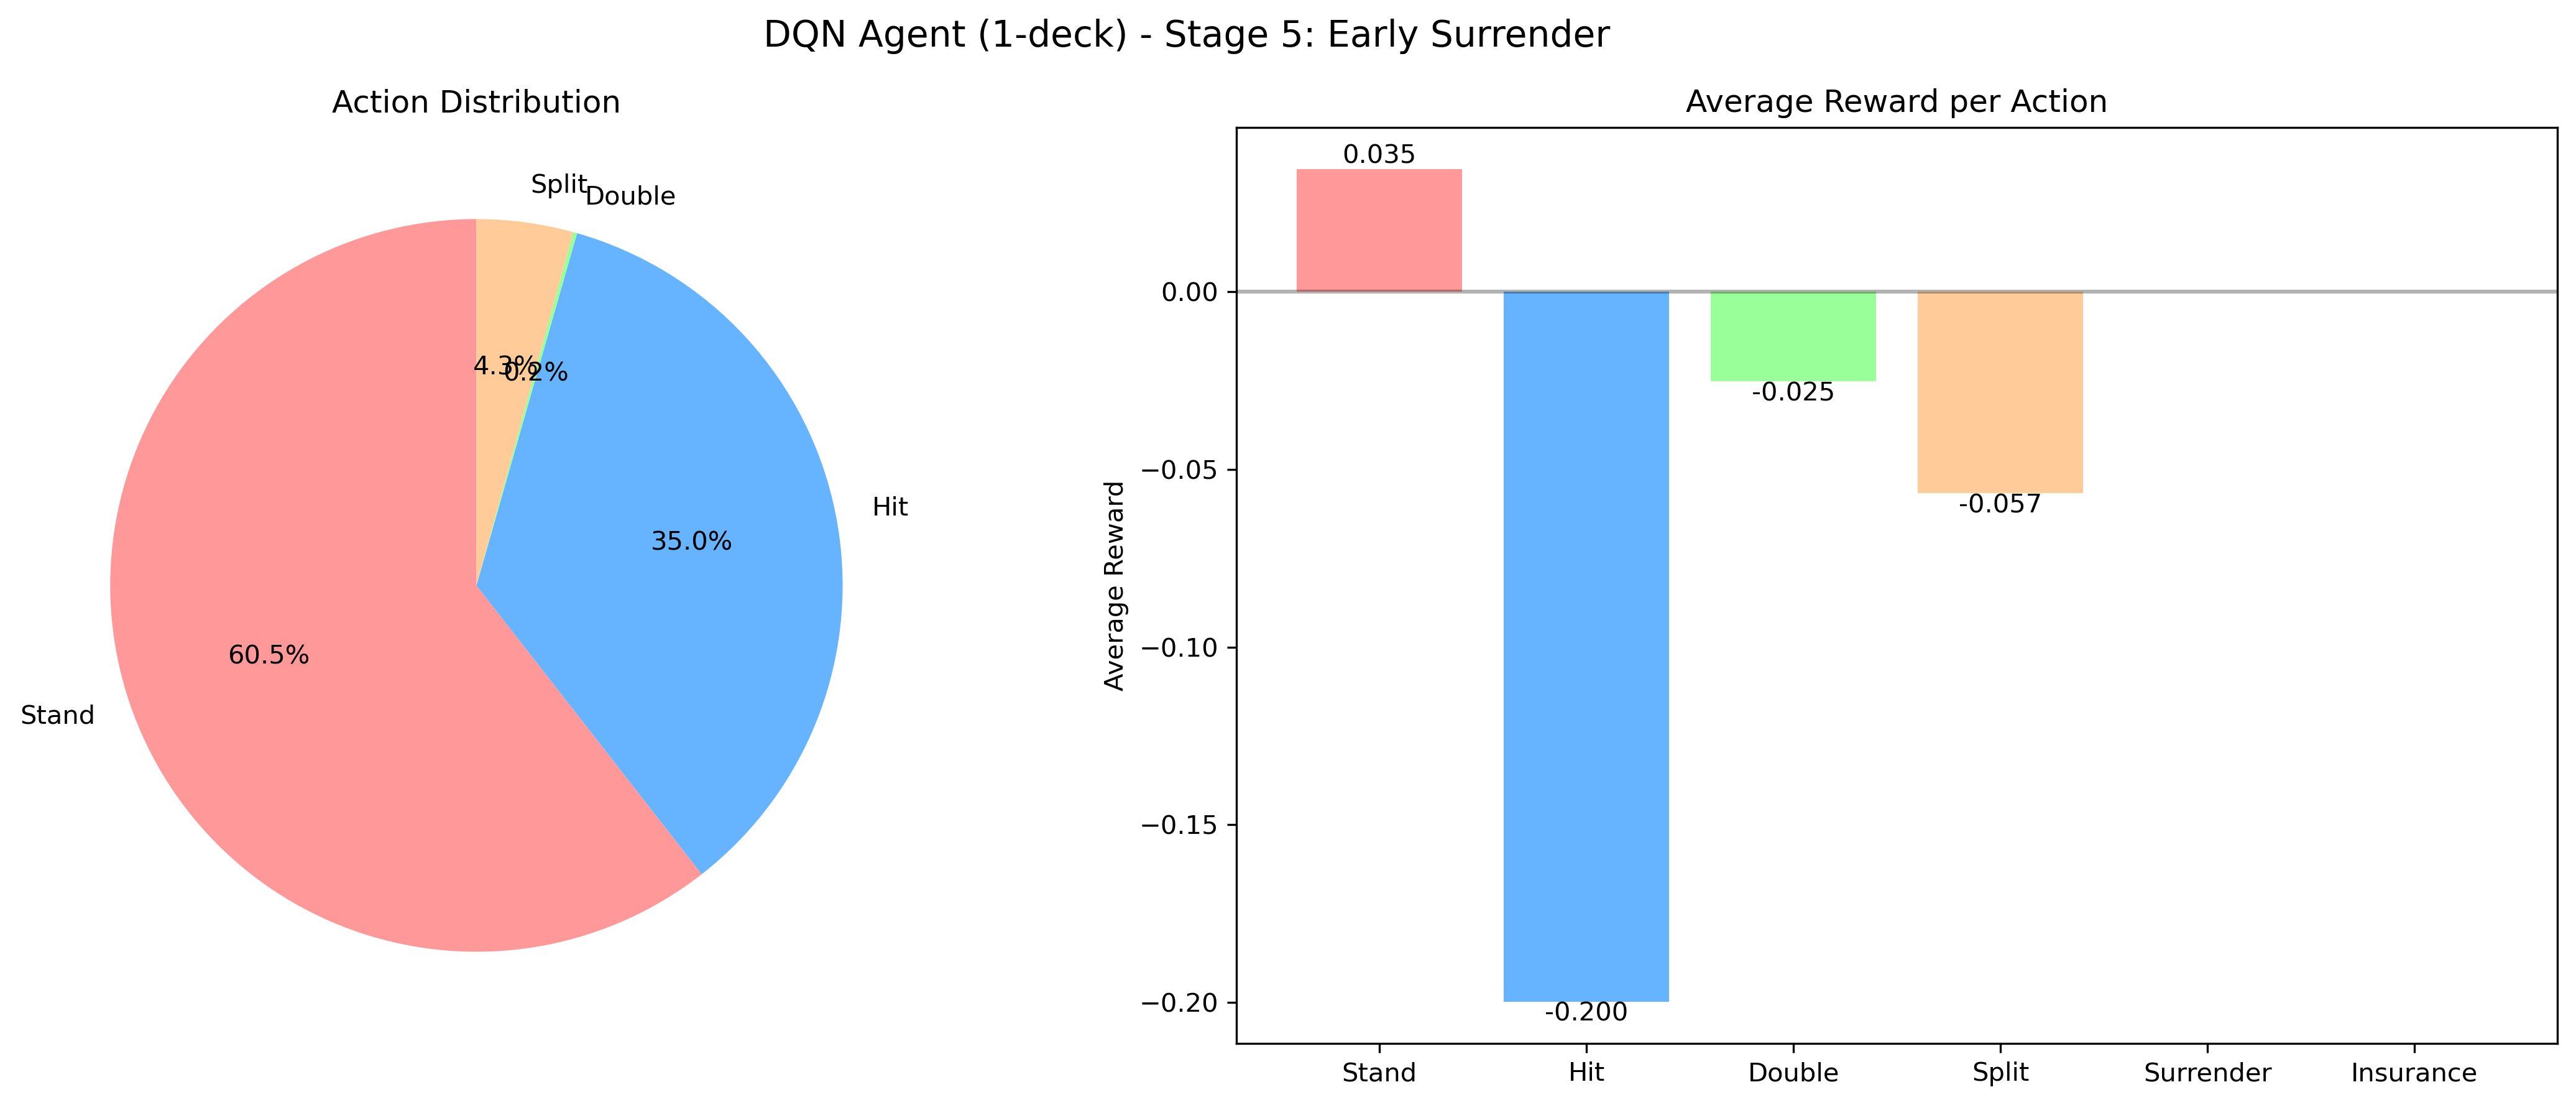 DQN Agent (1-deck) - Stage 5: Early Surrender
Action Distribution
Split
Double
4.3%
0.2%
Hit
35.0%
60.5%
Stand
Average Reward per Action
0.035
0.00
-0.025
−0.05
-0.057
−0.10
−0.15
−0.20
-0.200
Average Reward
Stand
Hit
Double
Split
Surrender
Insurance